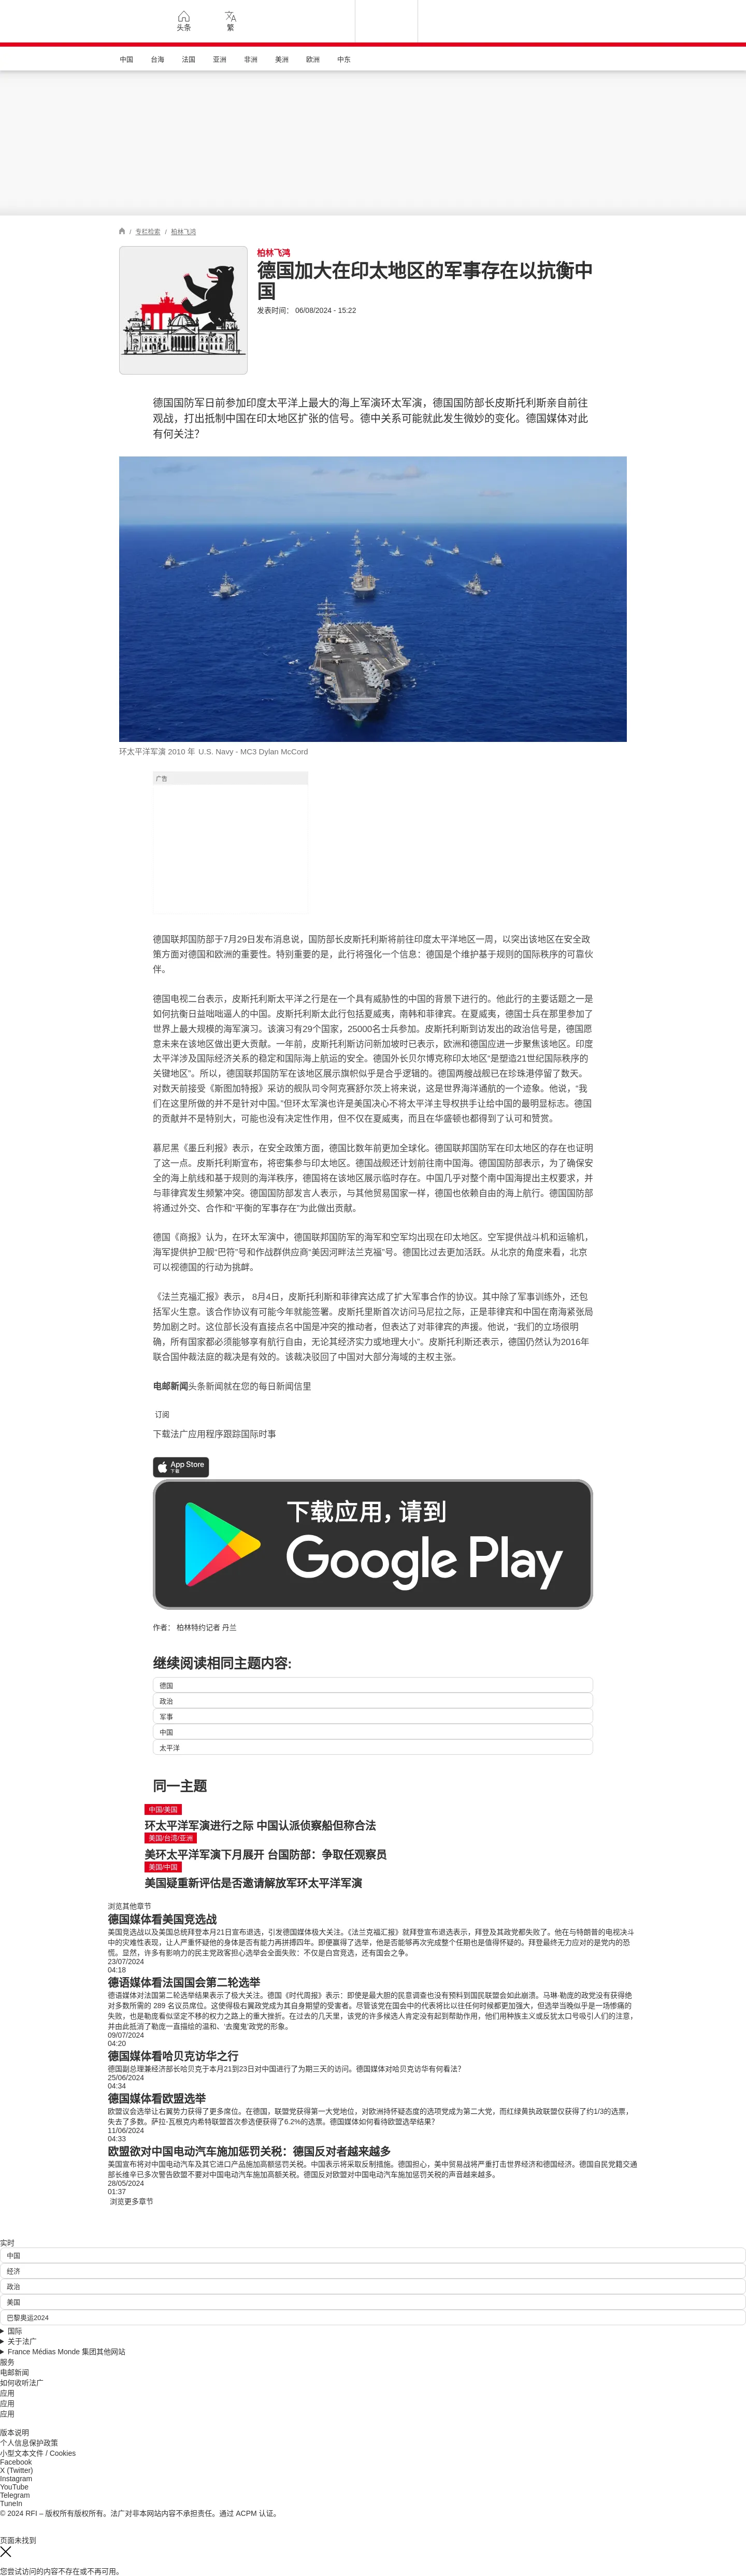 头条
繁
中国 台海 法国 亚洲 非洲 美洲 欧洲 中东
/ 专栏检索 / 柏林飞鸿
柏林飞鸿
德国加大在印太地区的军事存在以抗衡中
国
发表时间： 06/08/2024 - 15:22
德国国防军日前参加印度太平洋上最大的海上军演环太军演，德国国防部长皮斯托利斯亲自前往
观战，打出抵制中国在印太地区扩张的信号。德中关系可能就此发生微妙的变化。德国媒体对此
有何关注？
环太平洋军演 2010 年 U.S. Navy - MC3 Dylan McCord
广告
德国联邦国防部于7月29日发布消息说，国防部长皮斯托利斯将前往印度太平洋地区一周，以突出该地区在安全政
策方面对德国和欧洲的重要性。特别重要的是，此行将强化一个信息：德国是个维护基于规则的国际秩序的可靠伙
伴。
德国电视二台表示，皮斯托利斯太平洋之行是在一个具有威胁性的中国的背景下进行的。他此行的主要话题之一是
如何抗衡日益咄咄逼人的中国。皮斯托利斯太此行包括夏威夷，南韩和菲律宾。在夏威夷，德国士兵在那里参加了
世界上最大规模的海军演习。该演习有29个国家，25000名士兵参加。皮斯托利斯到访发出的政治信号是，德国愿
意未来在该地区做出更大贡献。一年前，皮斯托利斯访问新加坡时已表示，欧洲和德国应进一步聚焦该地区。印度
太平洋涉及国际经济关系的稳定和国际海上航运的安全。德国外长贝尔博克称印太地区“是塑造21世纪国际秩序的
关键地区”。所以，德国联邦国防军在该地区展示旗帜似乎是合乎逻辑的。德国两艘战舰已在珍珠港停留了数天。
对数天前接受《斯图加特报》采访的舰队司令阿克赛舒尔茨上将来说，这是世界海洋通航的一个迹象。他说，“我
们在这里所做的并不是针对中国。”但环太军演也许是美国决心不将太平洋主导权拱手让给中国的最明显标志。德国
的贡献并不是特别大，可能也没有决定性作用，但不仅在夏威夷，而且在华盛顿也都得到了认可和赞赏。
慕尼黑《墨丘利报》表示，在安全政策方面，德国比数年前更加全球化。德国联邦国防军在印太地区的存在也证明
了这一点。皮斯托利斯宣布，将密集参与印太地区。德国战舰还计划前往南中国海。德国国防部表示，为了确保安
全的海上航线和基于规则的海洋秩序，德国将在该地区展示临时存在。中国几乎对整个南中国海提出主权要求，并
与菲律宾发生频繁冲突。德国国防部发言人表示，与其他贸易国家一样，德国也依赖自由的海上航行。德国国防部
将通过外交、合作和“平衡的军事存在”为此做出贡献。
德国《商报》认为，在环太军演中，德国联邦国防军的海军和空军均出现在印太地区。空军提供战斗机和运输机，
海军提供护卫舰“巴符”号和作战群供应商“美因河畔法兰克福”号。德国比过去更加活跃。从北京的角度来看，北京
可以视德国的行动为挑衅。
《法兰克福汇报》表示， 8月4日，皮斯托利斯和菲律宾达成了扩大军事合作的协议。其中除了军事训练外，还包
括军火生意。该合作协议有可能今年就能签署。皮斯托里斯首次访问马尼拉之际，正是菲律宾和中国在南海紧张局
势加剧之时。这位部长没有直接点名中国是冲突的推动者，但表达了对菲律宾的声援。他说，“我们的立场很明
确，所有国家都必须能够享有航行自由，无论其经济实力或地理大小”。皮斯托利斯还表示，德国仍然认为2016年
联合国仲裁法庭的裁决是有效的。该裁决驳回了中国对大部分海域的主权主张。
电邮新闻头条新闻就在您的每日新闻信里
订阅
下载法广应用程序跟踪国际时事
App Store
下载
下载应用，请到
Google Play
作者： 柏林特约记者 丹兰
继续阅读相同主题内容:
德国
政治
军事
中国
太平洋
同一主题
中国/美国
环太平洋军演进行之际 中国认派侦察船但称合法
美国/台湾/亚洲
美环太平洋军演下月展开 台国防部：争取任观察员
美国/中国
美国疑重新评估是否邀请解放军环太平洋军演
浏览其他章节
德国媒体看美国竞选战
美国竞选战以及美国总统拜登本月21日宣布退选，引发德国媒体极大关注。《法兰克福汇报》就拜登宣布退选表示，拜登及其政党都失败了。他在与特朗普的电视决斗
中的灾难性表现，让人严重怀疑他的身体是否有能力再拼搏四年。即便赢得了选举，他是否能够再次完成整个任期也是值得怀疑的。拜登最终无力应对的是党内的恐
慌。显然，许多有影响力的民主党政客担心选举会全面失败：不仅是白宫竞选，还有国会之争。
23/07/2024
04:18
德语媒体看法国国会第二轮选举
德语媒体对法国第二轮选举结果表示了极大关注。德国《时代周报》表示：即使是最大胆的民意调查也没有预料到国民联盟会如此崩溃。马琳·勒庞的政党没有获得绝
对多数所需的 289 名议员席位。这使得极右翼政党成为其自身期望的受害者。尽管该党在国会中的代表将比以往任何时候都更加强大，但选举当晚似乎是一场惨痛的
失败，也是勒庞看似坚定不移的权力之路上的重大挫折。在过去的几天里，该党的许多候选人肯定没有起到帮助作用，他们用种族主义或反犹太口号吸引人们的注意，
并由此抵消了勒庞一直描绘的温和、‘去魔鬼’政党的形象。
09/07/2024
04:20
德国媒体看哈贝克访华之行
德国副总理兼经济部长哈贝克于本月21到23日对中国进行了为期三天的访问。德国媒体对哈贝克访华有何看法？
25/06/2024
04:34
德国媒体看欧盟选举
欧盟议会选举让右翼势力获得了更多席位。在德国，联盟党获得第一大党地位，对欧洲持怀疑态度的选项党成为第二大党，而红绿黄执政联盟仅获得了约1/3的选票，
失去了多数。萨拉·瓦根克内希特联盟首次参选便获得了6.2%的选票。德国媒体如何看待欧盟选举结果？
11/06/2024
04:33
欧盟欲对中国电动汽车施加惩罚关税：德国反对者越来越多
美国宣布将对中国电动汽车及其它进口产品施加高额惩罚关税。中国表示将采取反制措施。德国担心，美中贸易战将严重打击世界经济和德国经济。德国自民党籍交通
部长维辛已多次警告欧盟不要对中国电动汽车施加高额关税。德国反对欧盟对中国电动汽车施加惩罚关税的声音越来越多。
28/05/2024
01:37
浏览更多章节
实时
中国
经济
政治
美国
巴黎奥运2024
国际
关于法广
France Médias Monde 集团其他网站
服务
电邮新闻
如何收听法广
应用
应用
应用
版本说明
个人信息保护政策
小型文本文件 / Cookies
Facebook
X (Twitter)
Instagram
YouTube
Telegram
TuneIn
© 2024 RFI – 版权所有版权所有。法广对非本网站内容不承担责任。通过 ACPM 认证。
页面未找到
您尝试访问的内容不存在或不再可用。